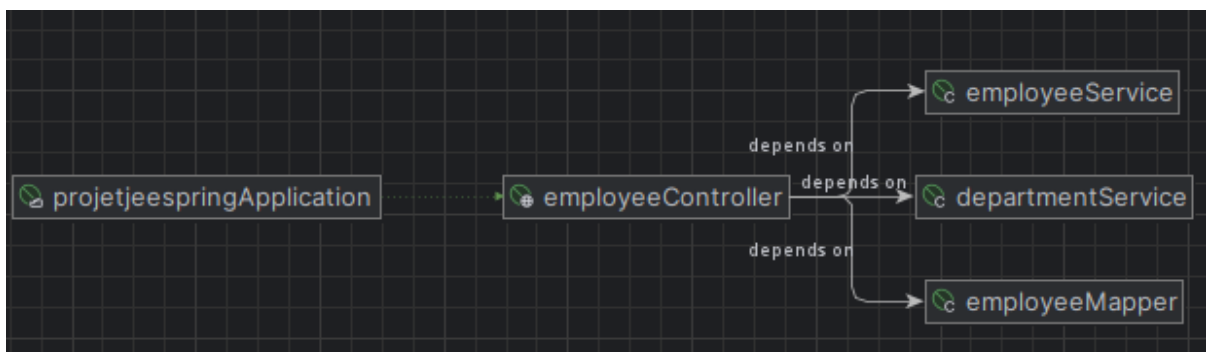 employeeService
depends on
projetjeespringApplication
employeeController
depends on
departmentService
depends on
employeeMapper